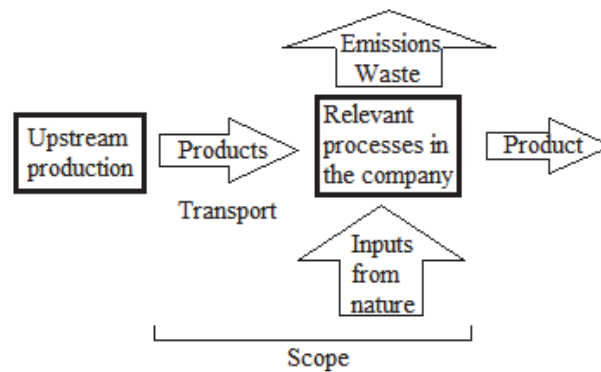 Emissions
Waste
Upstream
production
Products
Transport
Relevant
processes in
the company
Product
Inputs
from
nature
Scope